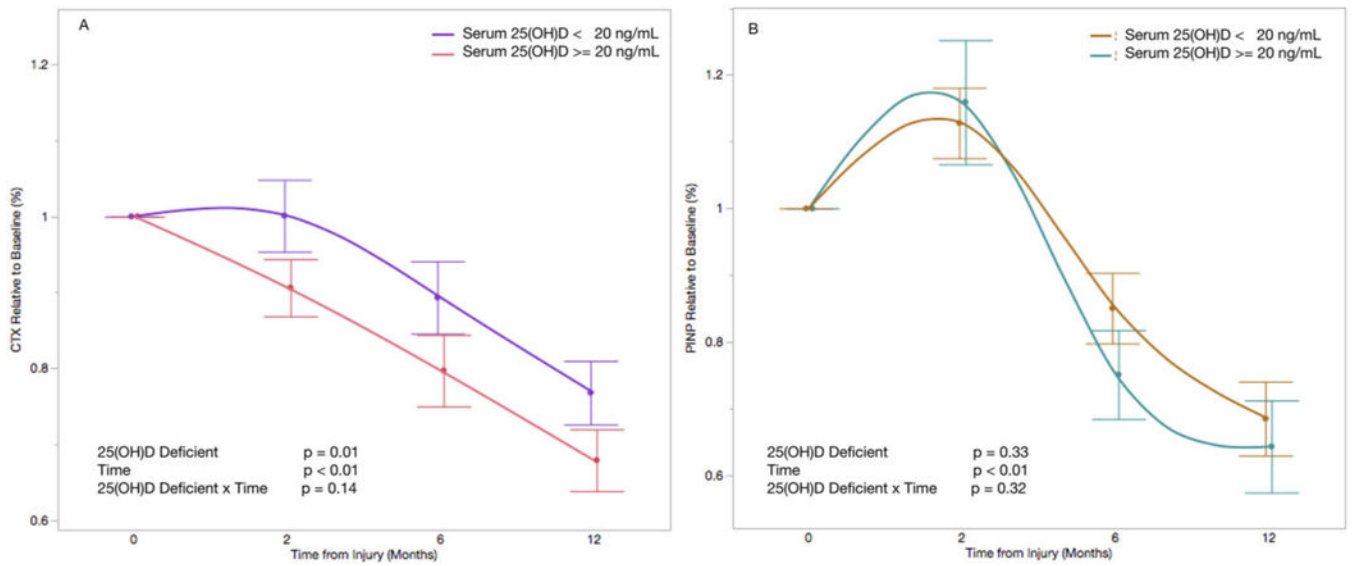 A
Serum 25(OH)D < 20 ng/mL
Serum 25(OH)D >= 20 ng/mL
1.2
1
0.8
0.6
CTX Relative to Baseline (%)
25(OH)D Deficient p = 0.01
Time p < 0.01
25(OH)D Deficient x Time p = 0.14
0 2 6 12
Time from Injury (Months)
B
Serum 25(OH)D < 20 ng/mL
Serum 25(OH)D >= 20 ng/mL
1.2
1
0.8
0.6
PINP Relative to Baseline (%)
25(OH)D Deficient p = 0.33
Time p < 0.01
25(OH)D Deficient x Time p = 0.32
0 2 6 12
Time from Injury (Months)